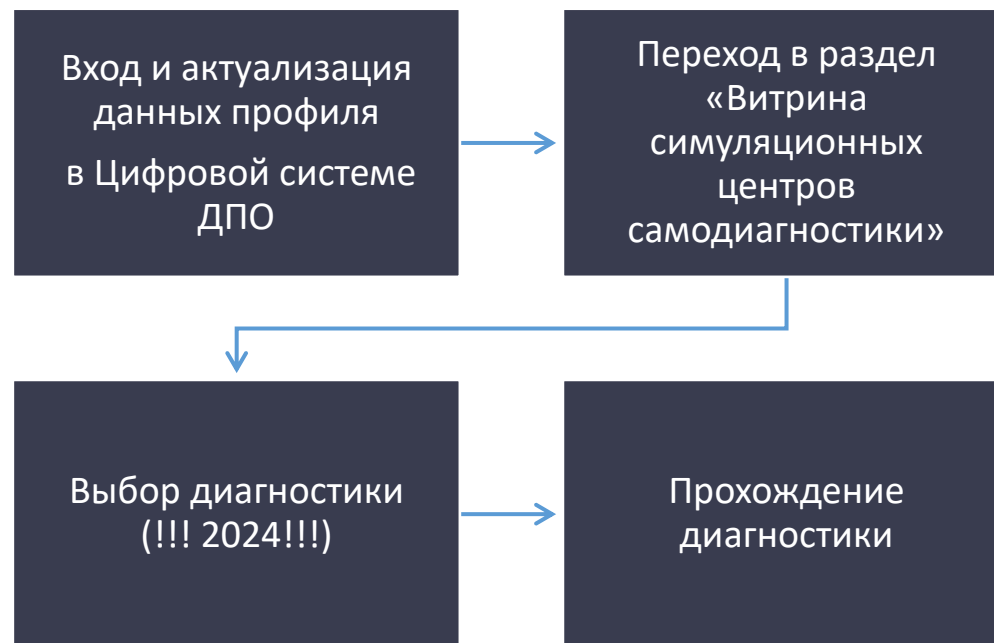 Вход и актуализация
данных профиля
в Цифровой системе
ДПО
Переход в раздел
«Витрина
симуляционных
центров
самодиагностики»
Выбор диагностики
(!!! 2024!!!)
Прохождение
диагностики